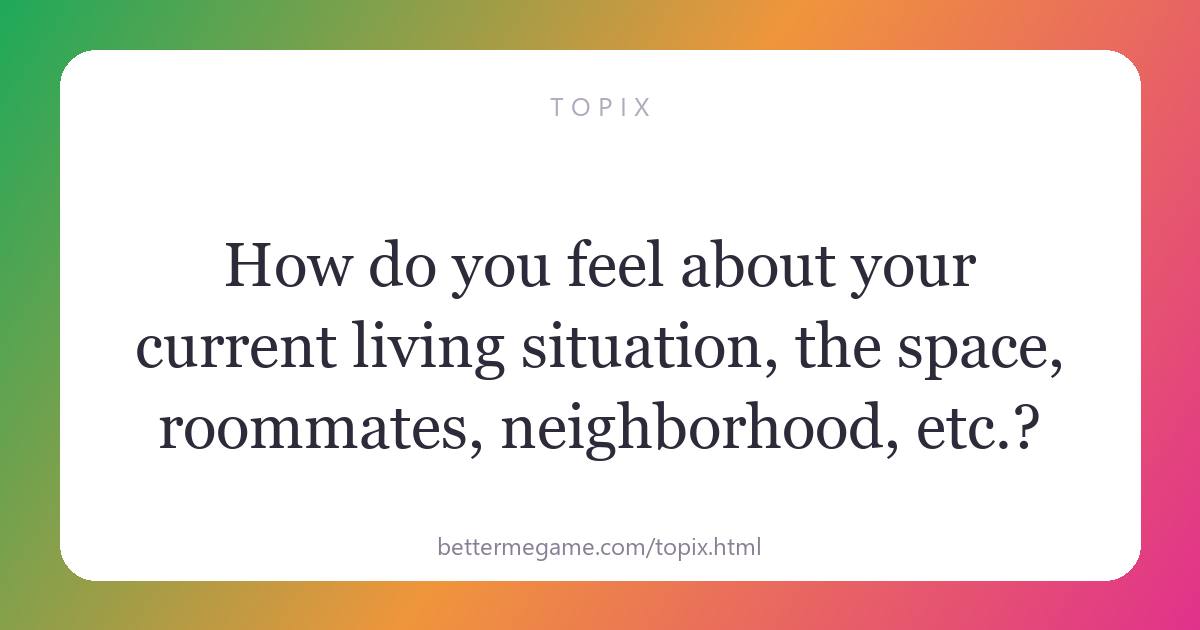 TOPIX
How do you feel about your
current living situation, the space,
roommates, neighborhood, etc.?
bettermegame.com/topix.html